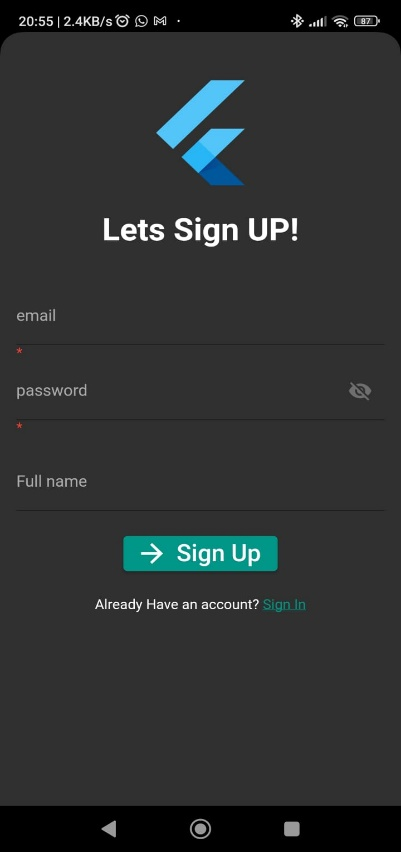 20:55 | 2.4KB/s
87
Lets Sign UP!
email
*
password
*
Full name
Sign Up
Already Have an account? Sign In